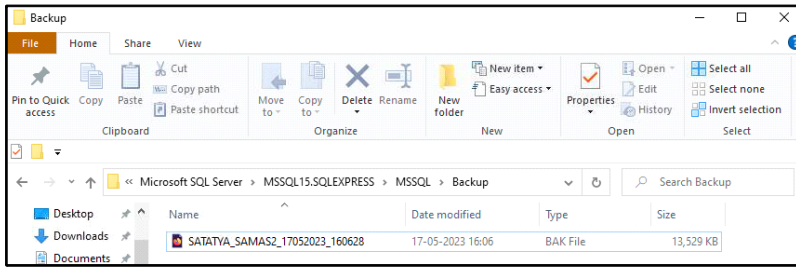 Backup
File Home Share View
Pin to Quick access
Copy
Paste
Cut
Copy path
Paste shortcut
Clipboard
Move to
Copy to
Delete
Rename
Organize
New folder
New item
Easy access
New
Properties
Open
Edit
History
Open
Select all
Select none
Invert selection
Select
« Microsoft SQL Server > MSSQL15.SQLEXPRESS > MSSQL > Backup
Search Backup
Desktop
Downloads
Documents
Name Date modified Type Size
SATATYA_SAMAS2_17052023_160628 17-05-2023 16:06 BAK File 13,529 KB